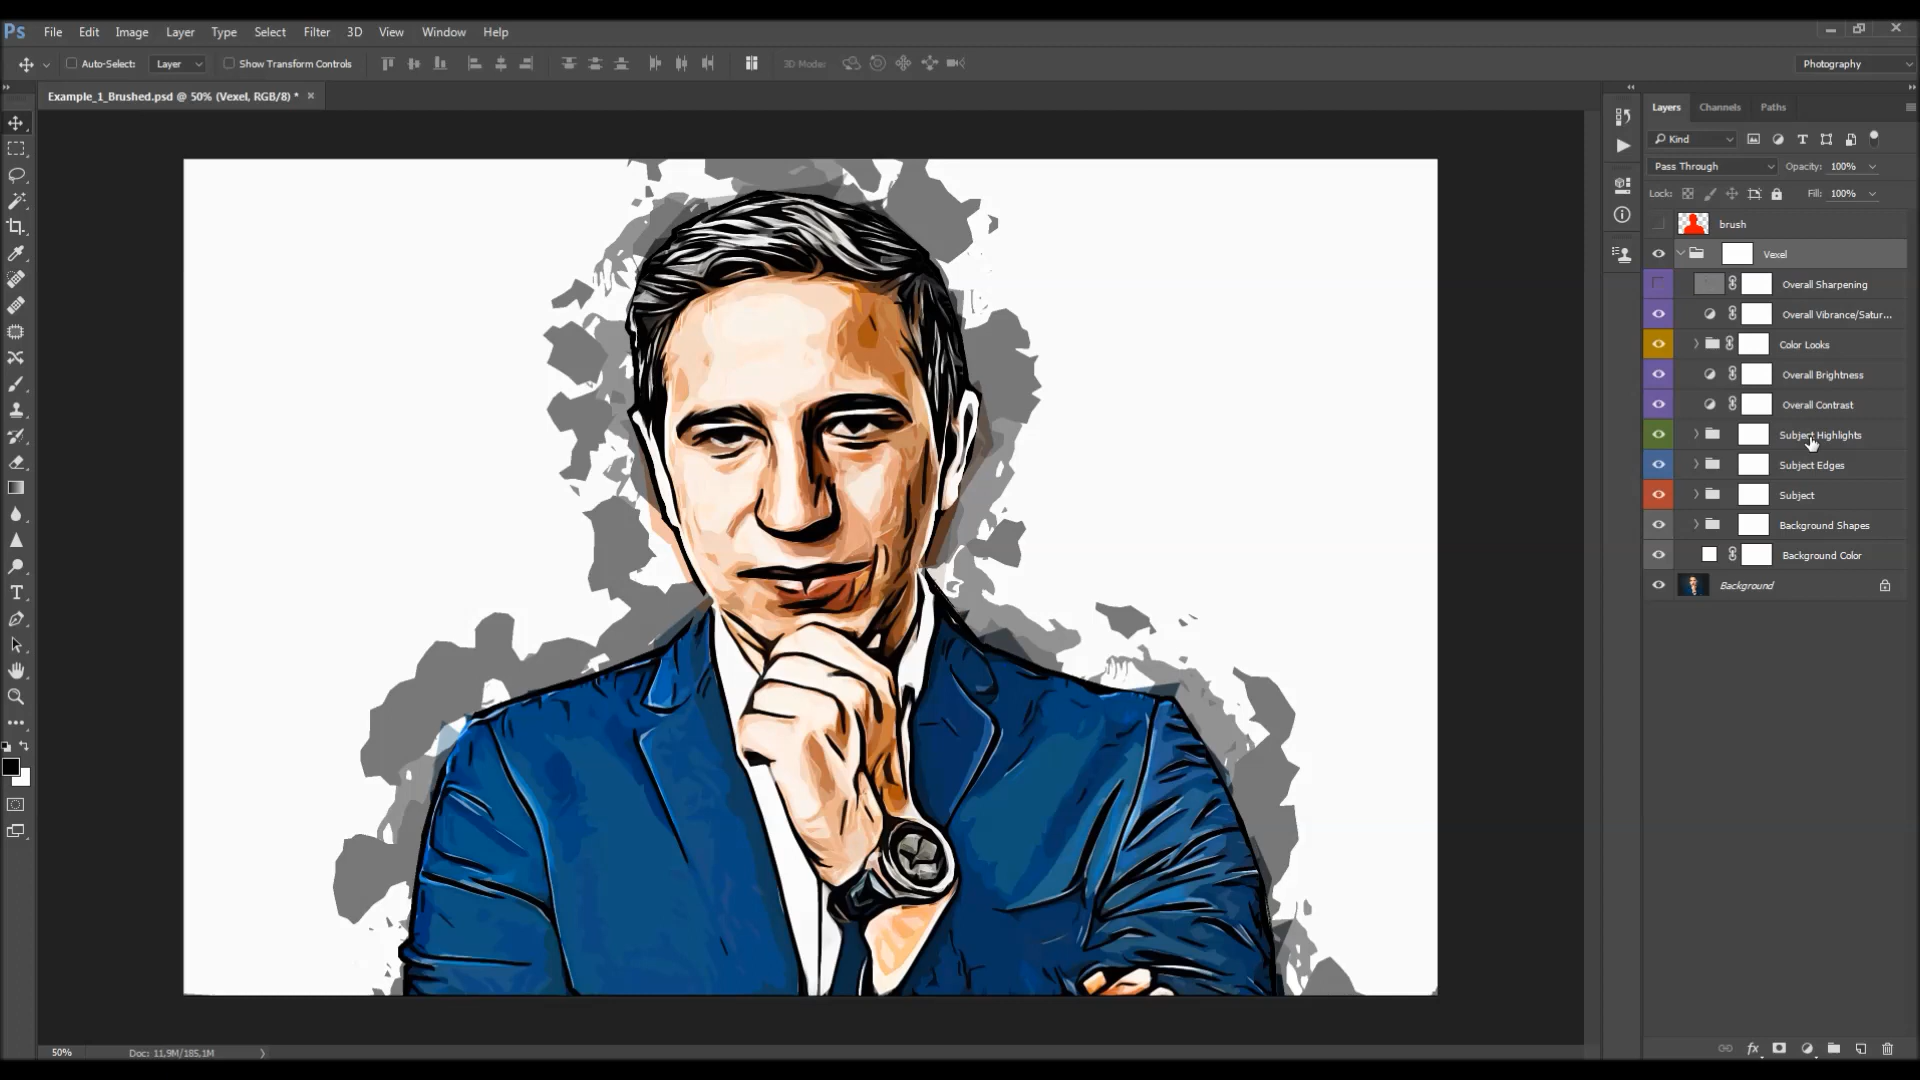 Ps File Edit Image Layer Type Select Filter 3D View Window Help
Auto-Select: Layer Show Transform Controls 3D Mode: Photography
Example_1_Brushed.psd @ 50% (Vexel, RGB/8) * ×
Layers Channels Paths
Kind
Pass Through Opacity: 100%
Lock: Fill: 100%
brush
Vexel
Overall Sharpening
Overall Vibrance/Satur...
Color Looks
Overall Brightness
Overall Contrast
Subject Highlights
Subject Edges
Subject
Background Shapes
Background Color
Background
50% Doc: 11,9M/185,1M
fx